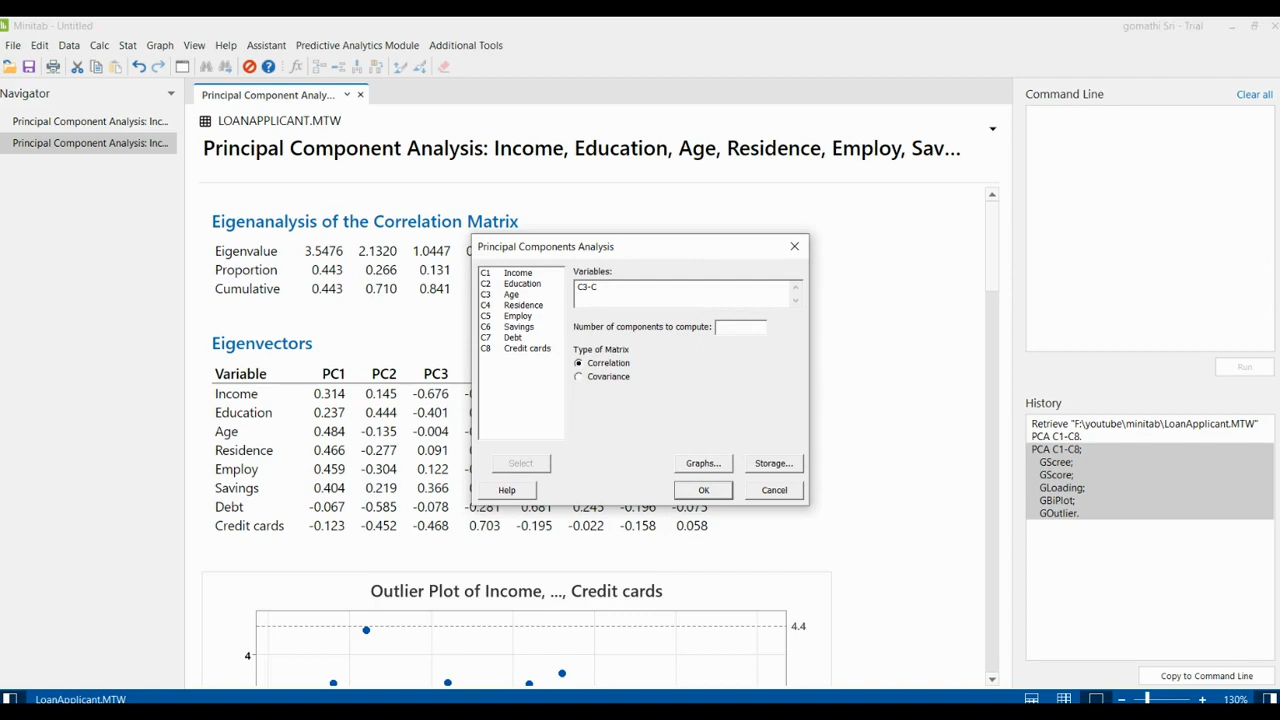 Minitab - Untitled
gomathi Sri - Trial
File Edit Data Calc Stat Graph View Help Assistant Predictive Analytics Module Additional Tools
Navigator
Principal Component Analysis: Inc...
Principal Component Analysis: Inc...
Principal Component Analy...
LOANAPPLICANT.MTW
Principal Component Analysis: Income, Education, Age, Residence, Employ, Sav...
Eigenanalysis of the Correlation Matrix
Eigenvalue 3.5476 2.1320 1.0447
Proportion 0.443 0.266 0.131
Cumulative 0.443 0.710 0.841
Eigenvectors
Variable PC1 PC2 PC3
Income 0.314 0.145 -0.676
Education 0.237 0.444 -0.401
Age 0.484 -0.135 -0.004
Residence 0.466 -0.277 0.091
Employ 0.459 -0.304 0.122
Savings 0.404 0.219 0.366
Debt -0.067 -0.585 -0.078 -0.281 0.681 0.245 -0.196 -0.075
Credit cards -0.123 -0.452 -0.468 0.703 -0.195 -0.022 -0.158 0.058
Outlier Plot of Income, ..., Credit cards
4.4
4
Principal Components Analysis
C1 Income
C2 Education
C3 Age
C4 Residence
C5 Employ
C6 Savings
C7 Debt
C8 Credit cards
Variables:
C3-C
Number of components to compute:
Type of Matrix
Correlation
Covariance
Select
Graphs... Storage...
Help OK Cancel
Command Line Clear all
Run
History
Retrieve "F:\youtube\minitab\LoanApplicant.MTW"
PCA C1-C8.
PCA C1-C8;
GScree;
GScore;
GLoading;
GBiPlot;
GOutlier.
Copy to Command Line
LoanApplicant.MTW
130%